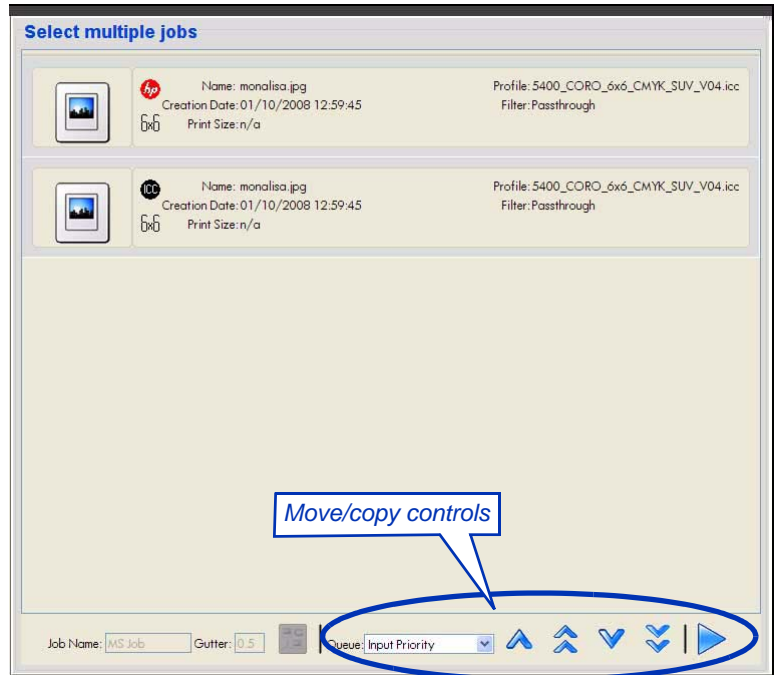 Select multiple jobs
hp
Name: monalisa.jpg
Profile: 5400_CORO_6x6_CMYK_SUV_V04.icc
Creation Date: 01/10/2008 12:59:45
Filter: Passthrough
6x6
Print Size: n/a
ICC
Name: monalisa.jpg
Profile: 5400_CORO_6x6_CMYK_SUV_V04.icc
Creation Date: 01/10/2008 12:59:45
Filter: Passthrough
6x6
Print Size: n/a
Move/copy controls
Job Name: MS Job Gutter: 0.5 Queue: Input Priority